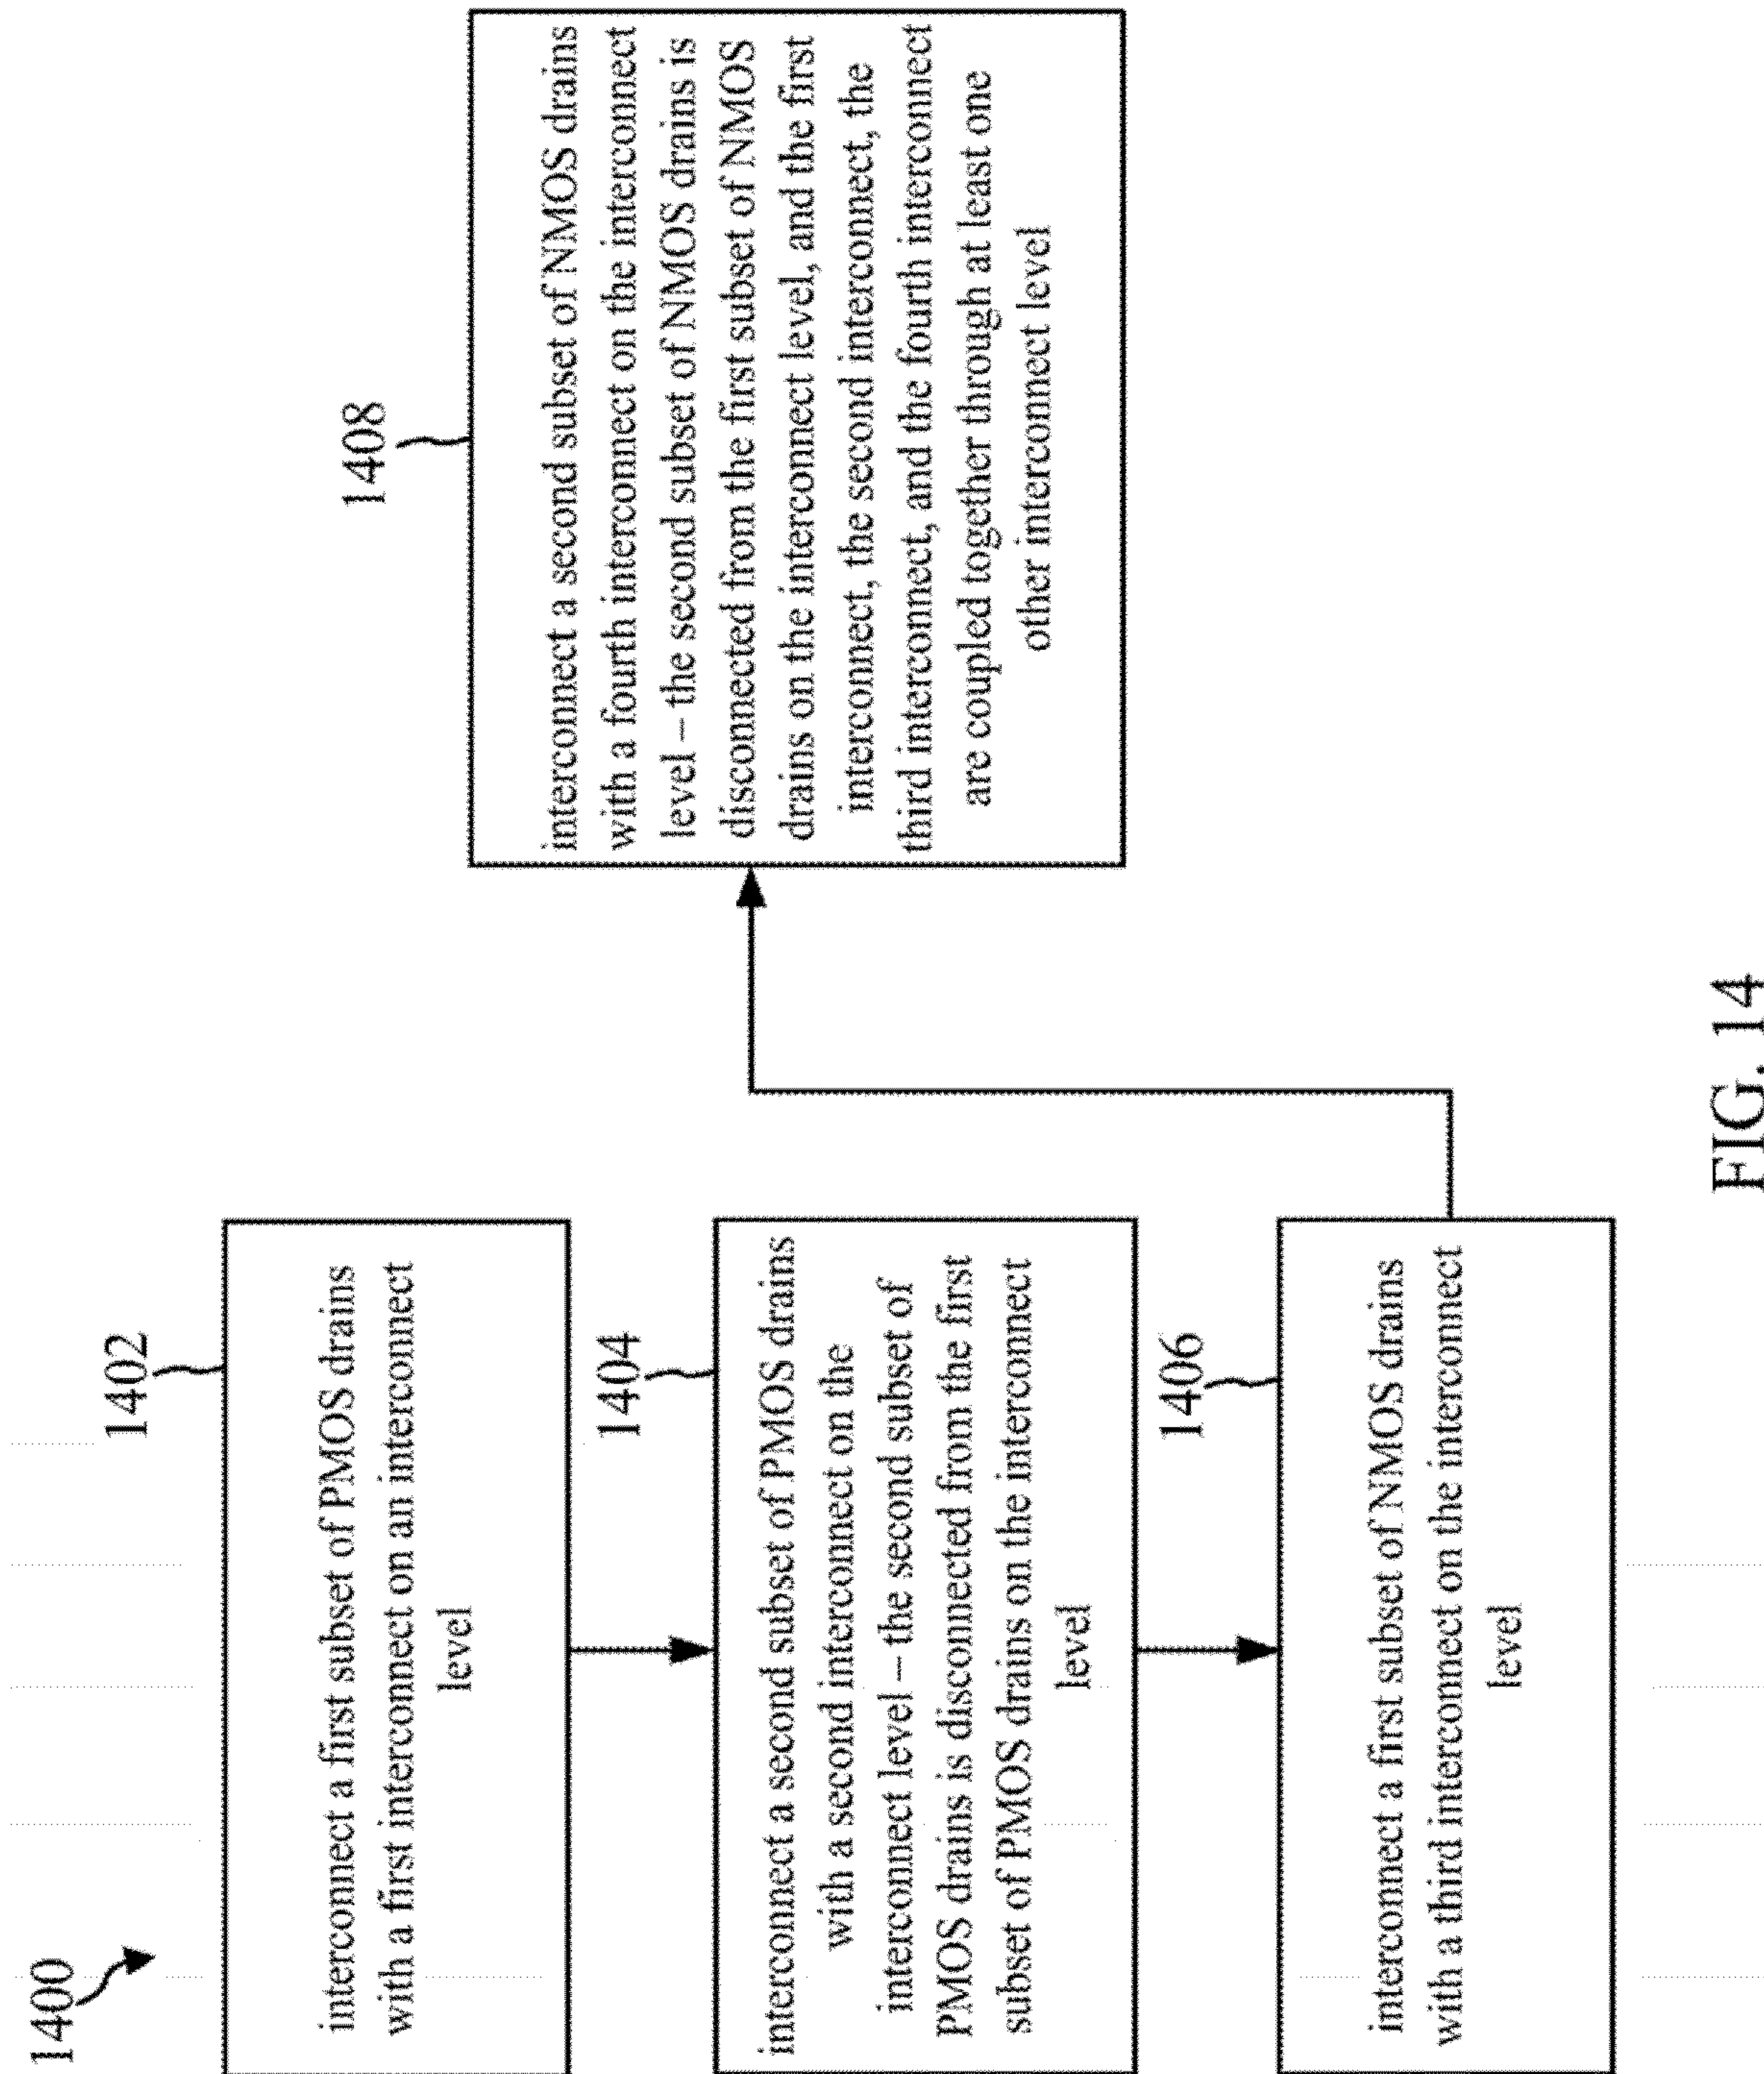 1400
1402
interconnect a first subset of PMOS drains
with a first interconnect on an interconnect
level
1404
interconnect a second subset of PMOS drains
with a second interconnect on the
interconnect level – the second subset of
PMOS drains is disconnected from the first
subset of PMOS drains on the interconnect
level
1406
interconnect a first subset of NMOS drains
with a third interconnect on the interconnect
level
1408
interconnect a second subset of NMOS drains
with a fourth interconnect on the interconnect
level – the second subset of NMOS drains is
disconnected from the first subset of NMOS
drains on the interconnect level, and the first
interconnect, the second interconnect, the
third interconnect, and the fourth interconnect
are coupled together through at least one
other interconnect level
FIG. 14